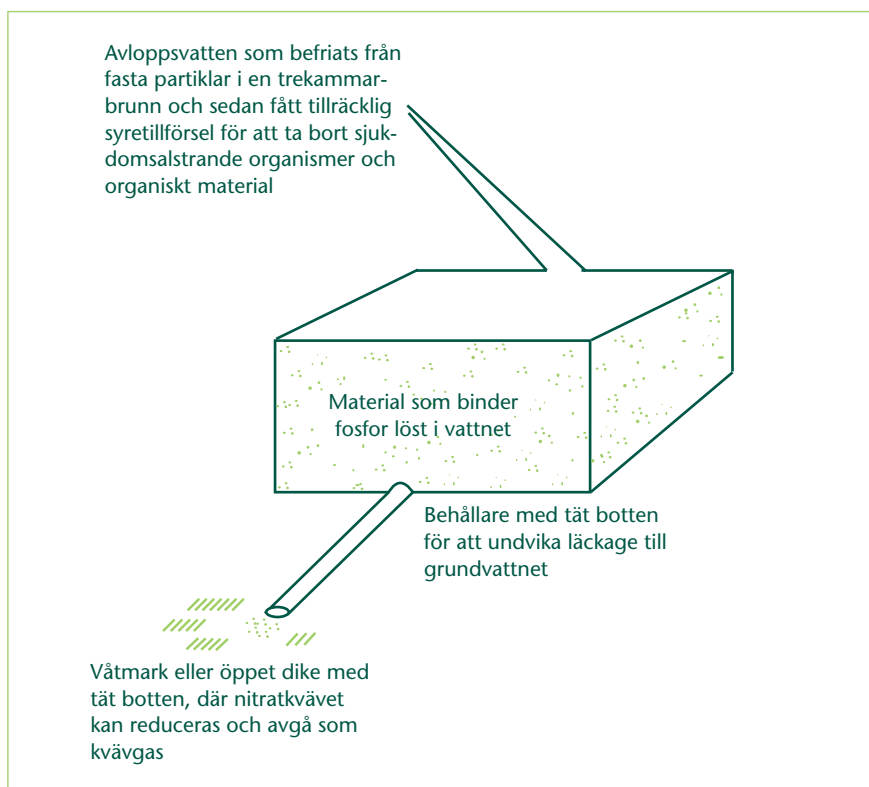 Avloppsvatten som befriats från
fasta partiklar i en trekammar-
brunn och sedan fått tillräcklig
syretillförsel för att ta bort sjuk-
domsalstrande organismer och
organiskt material
Material som binder
fosfor löst i vattnet
Behållare med tät botten
för att undvika läckage till
grundvattnet
Våtmark eller öppet dike med
tät botten, där nitratkvävet
kan reduceras och avgå som
kvävgas